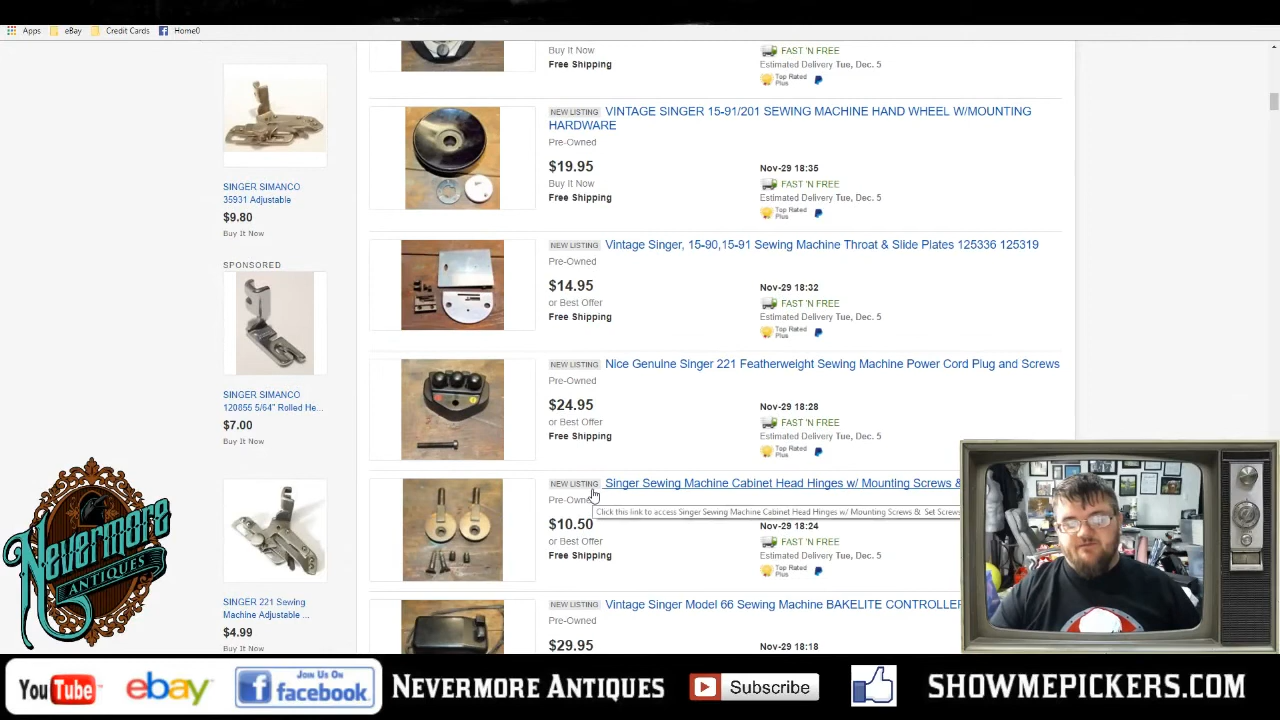 Apps eBay Credit Cards Home0
SINGER SIMANCO
35931 Adjustable
$9.80
Buy It Now
SPONSORED
SINGER SIMANCO
120855 5/64" Rolled He...
$7.00
Buy It Now
SINGER 221 Sewing
Machine Adjustable ...
$4.99
Buy It Now
Buy It Now
Free Shipping
FAST 'N FREE
Estimated Delivery Tue, Dec. 5
Top Rated
Plus
NEW LISTING VINTAGE SINGER 15-91/201 SEWING MACHINE HAND WHEEL W/MOUNTING
HARDWARE
Pre-Owned
$19.95
Buy It Now
Free Shipping
Nov-29 18:35
FAST 'N FREE
Estimated Delivery Tue, Dec. 5
Top Rated
Plus
NEW LISTING Vintage Singer, 15-90,15-91 Sewing Machine Throat & Slide Plates 125336 125319
Pre-Owned
$14.95
or Best Offer
Free Shipping
Nov-29 18:32
FAST 'N FREE
Estimated Delivery Tue, Dec. 5
Top Rated
Plus
NEW LISTING Nice Genuine Singer 221 Featherweight Sewing Machine Power Cord Plug and Screws
Pre-Owned
$24.95
or Best Offer
Free Shipping
Nov-29 18:28
FAST 'N FREE
Estimated Delivery Tue, Dec. 5
Top Rated
Plus
NEW LISTING Singer Sewing Machine Cabinet Head Hinges w/ Mounting Screws &
Pre-Owned
Click this link to access Singer Sewing Machine Cabinet Head Hinges w/ Mounting Screws & Set Screws
$10.50
or Best Offer
Free Shipping
Nov-29 18:24
FAST 'N FREE
Estimated Delivery Tue, Dec. 5
Top Rated
Plus
NEW LISTING Vintage Singer Model 66 Sewing Machine BAKELITE CONTROLLER
Pre-Owned
$29.95
Nov-29 18:18
Nevermore
ANTIQUES
YouTube
ebay
JOIN US ON
facebook
NEVERMORE ANTIQUES
Subscribe
SHOWMEPICKERS.COM